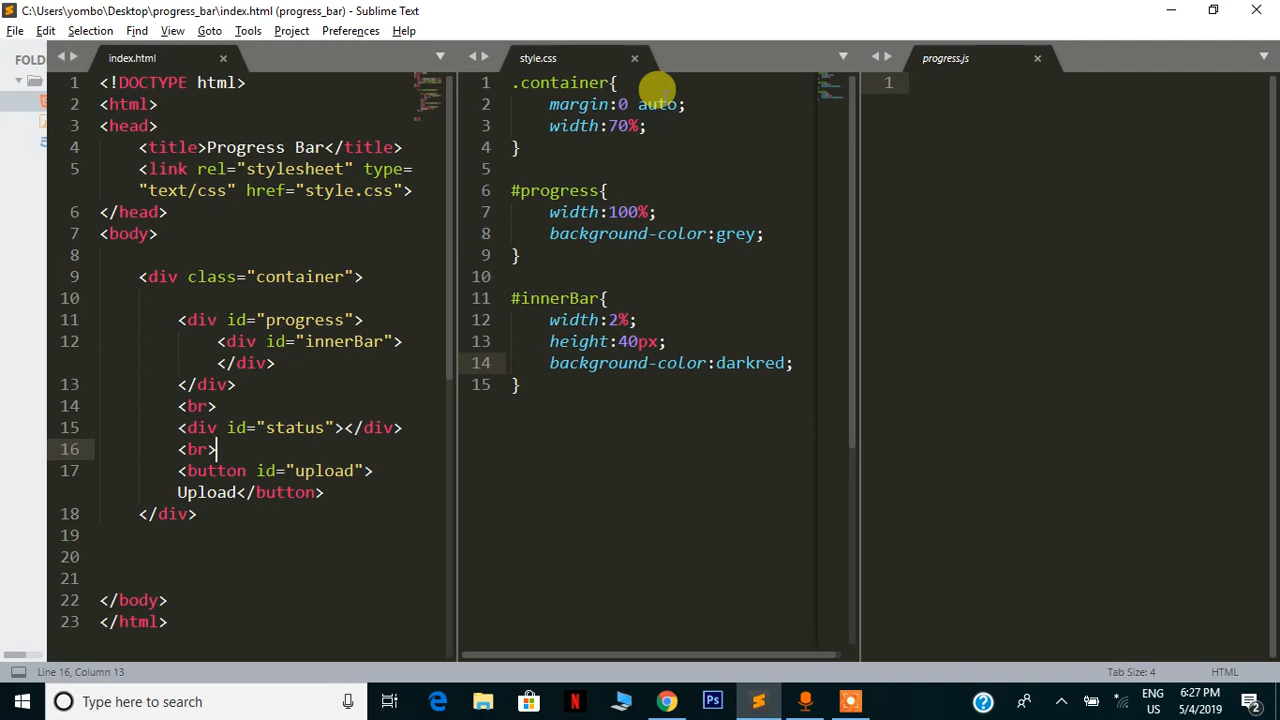 C:\Users\yombo\Desktop\progress_bar\index.html (progress_bar) - Sublime Text
File Edit Selection Find View Goto Tools Project Preferences Help
FOLD
index.html
1 <!DOCTYPE html>
2 <html>
3 <head>
4 <title>Progress Bar</title>
5 <link rel="stylesheet" type=
"text/css" href="style.css">
6 </head>
7 <body>
8
9 <div class="container">
10
11 <div id="progress">
12 <div id="innerBar">
</div>
13 </div>
14 <br>
15 <div id="status"></div>
16 <br>
17 <button id="upload">
Upload</button>
18 </div>
19
20
21
22 </body>
23 </html>
style.css
1 .container{
2 margin:0 auto;
3 width:70%;
4 }
5
6 #progress{
7 width:100%;
8 background-color:grey;
9 }
10
11 #innerBar{
12 width:2%;
13 height:40px;
14 background-color:darkred;
15 }
progress.js
1
Line 16, Column 13
Tab Size: 4
HTML
Type here to search
ENG
US
6:27 PM
5/4/2019
2